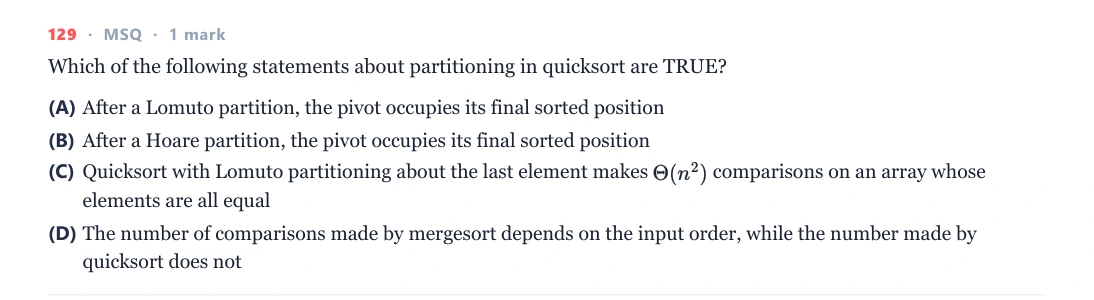 129 · MSQ · 1 mark
Which of the following statements about partitioning in quicksort are TRUE?
(A) After a Lomuto partition, the pivot occupies its final sorted position
(B) After a Hoare partition, the pivot occupies its final sorted position
(C) Quicksort with Lomuto partitioning about the last element makes Θ(n²) comparisons on an array whose
elements are all equal
(D) The number of comparisons made by mergesort depends on the input order, while the number made by
quicksort does not